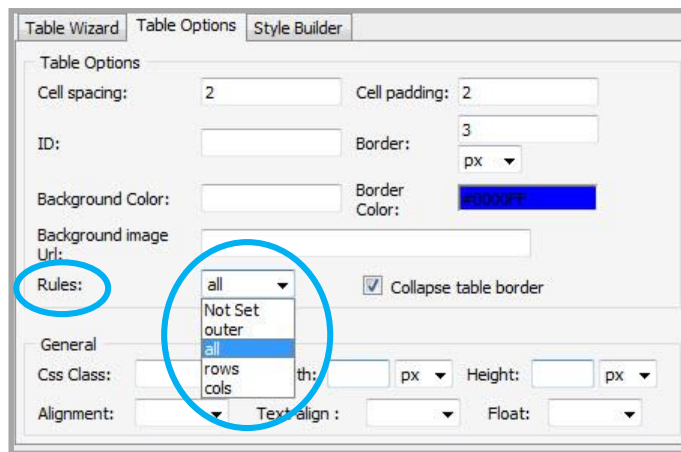 Table Wizard Table Options Style Builder
Table Options
Cell spacing: 2 Cell padding: 2
ID: Border: 3
px
Background Color: Border Color: #0000FF
Background image Url:
Rules: all Collapse table border
Not Set
outer
all
rows
cols
General
Css Class: th: px Height: px
Alignment: Text align : Float: